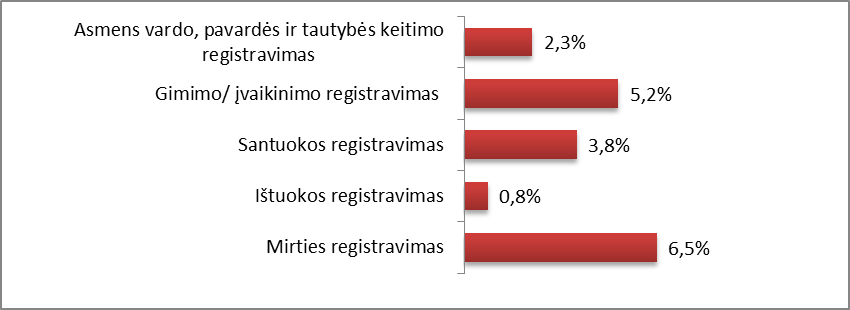 Asmens vardo, pavardės ir tautybės keitimo
registravimas
2,3%
Gimimo/ įvaikinimo registravimas
5,2%
Santuokos registravimas
3,8%
Ištuokos registravimas
0,8%
Mirties registravimas
6,5%